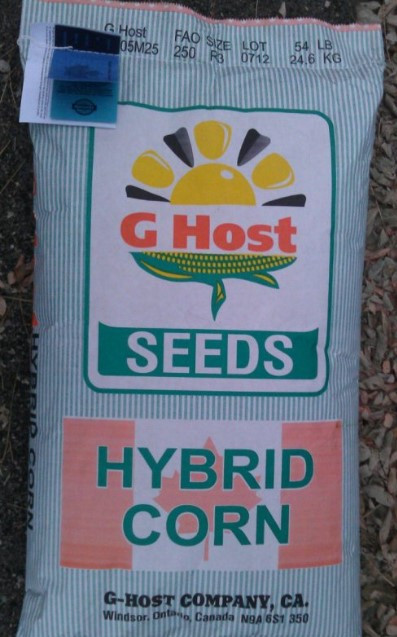 G Host FAO SIZE LOT 54 LB
05M25 250 R3 0712 24.6 KG
G Host
SEEDS
HYBRID
CORN
G-HOST COMPANY, CA.
Windsor, Ontario, Canada N9A 6S1 350
HYBRID CORN